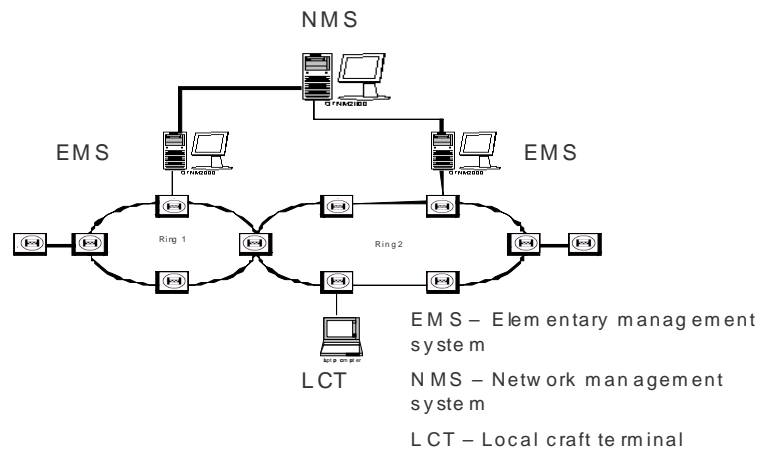 NMS
EMS
EMS
Ring 1
Ring2
LCT
EMS – Elementary management
system
NMS – Network management
system
LCT – Local craft terminal